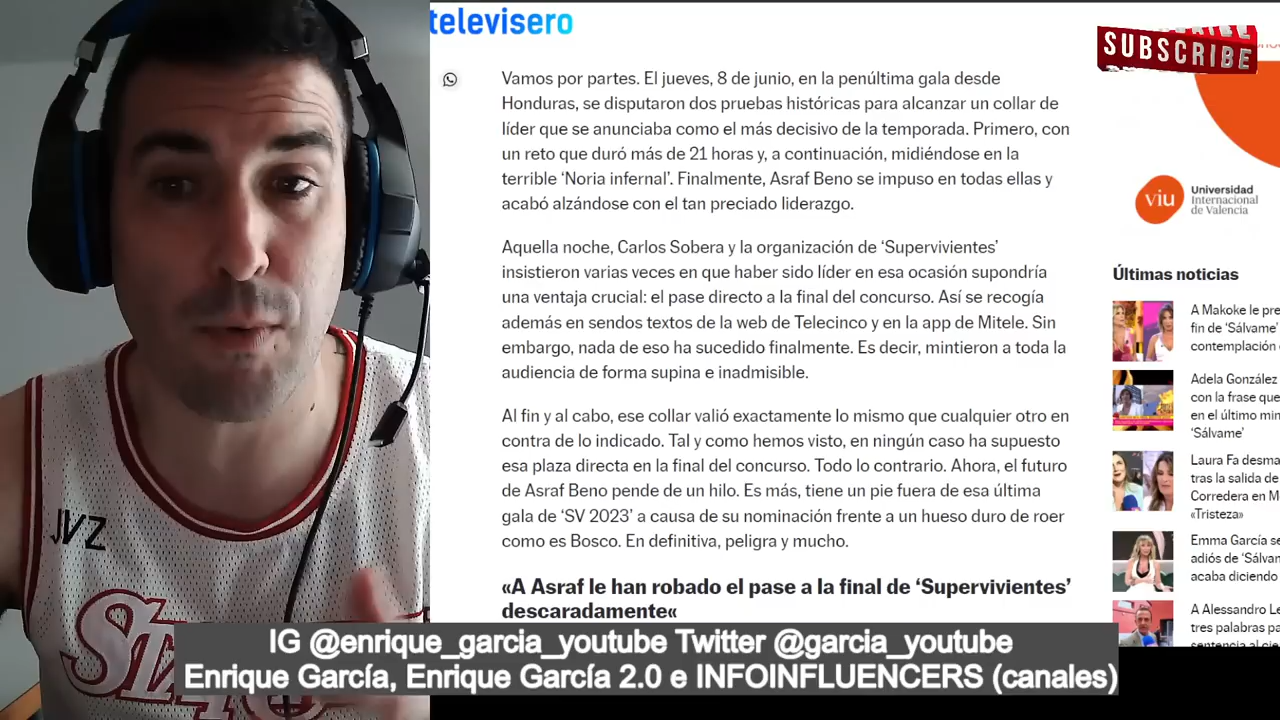 televisero
SUBSCRIBE
Vamos por partes. El jueves, 8 de junio, en la penúltima gala desde
Honduras, se disputaron dos pruebas históricas para alcanzar un collar de
líder que se anunciaba como el más decisivo de la temporada. Primero, con
un reto que duró más de 21 horas y, a continuación, midiéndose en la
terrible ‘Noria infernal’. Finalmente, Asraf Beno se impuso en todas ellas y
acabó alzándose con el tan preciado liderazgo.
Aquella noche, Carlos Sobera y la organización de ‘Supervivientes’
insistieron varias veces en que haber sido líder en esa ocasión supondría
una ventaja crucial: el pase directo a la final del concurso. Así se recogía
además en sendos textos de la web de Telecinco y en la app de Mitele. Sin
embargo, nada de eso ha sucedido finalmente. Es decir, mintieron a toda la
audiencia de forma supina e inadmisible.
Al fin y al cabo, ese collar valió exactamente lo mismo que cualquier otro en
contra de lo indicado. Tal y como hemos visto, en ningún caso ha supuesto
esa plaza directa en la final del concurso. Todo lo contrario. Ahora, el futuro
de Asraf Beno pende de un hilo. Es más, tiene un pie fuera de esa última
gala de ‘SV 2023’ a causa de su nominación frente a un hueso duro de roer
como es Bosco. En definitiva, peligra y mucho.
«A Asraf le han robado el pase a la final de ‘Supervivientes’
descaradamente«
viu
Universidad
Internacional
de Valencia
Últimas noticias
A Makoke le pre
fin de ‘Sálvame’
contemplación
Adela González
con la frase que
en el último min
‘Sálvame’
Laura Fa desma
tras la salida de
Corredera en M
«Tristeza»
Emma García se
adiós de ‘Sálvan
acaba diciendo
A Alessandro Le
tres palabras pa
sentencia al cie
JVZ
IG @enrique_garcia_youtube Twitter @garcia_youtube
Enrique García, Enrique García 2.0 e INFOINFLUENCERS (canales)